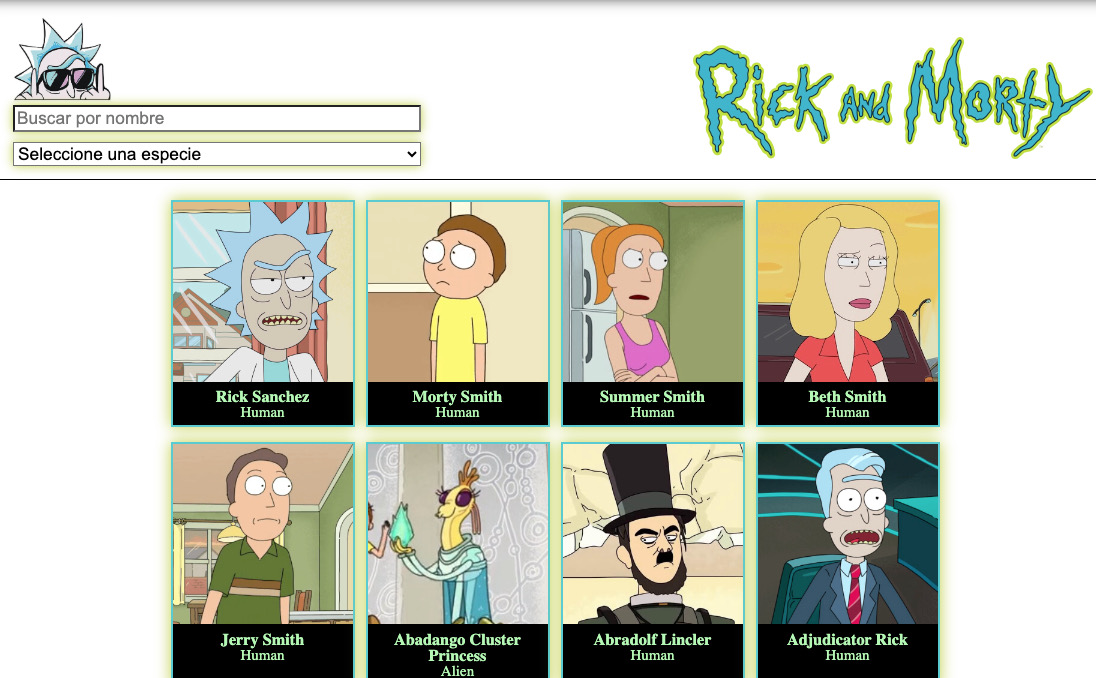 Rick and Morty
Buscar por nombre
Seleccione una especie
Rick Sanchez
Human
Morty Smith
Human
Summer Smith
Human
Beth Smith
Human
Jerry Smith
Human
Abadango Cluster
Princess
Alien
Abradolf Lincler
Human
Adjudicator Rick
Human